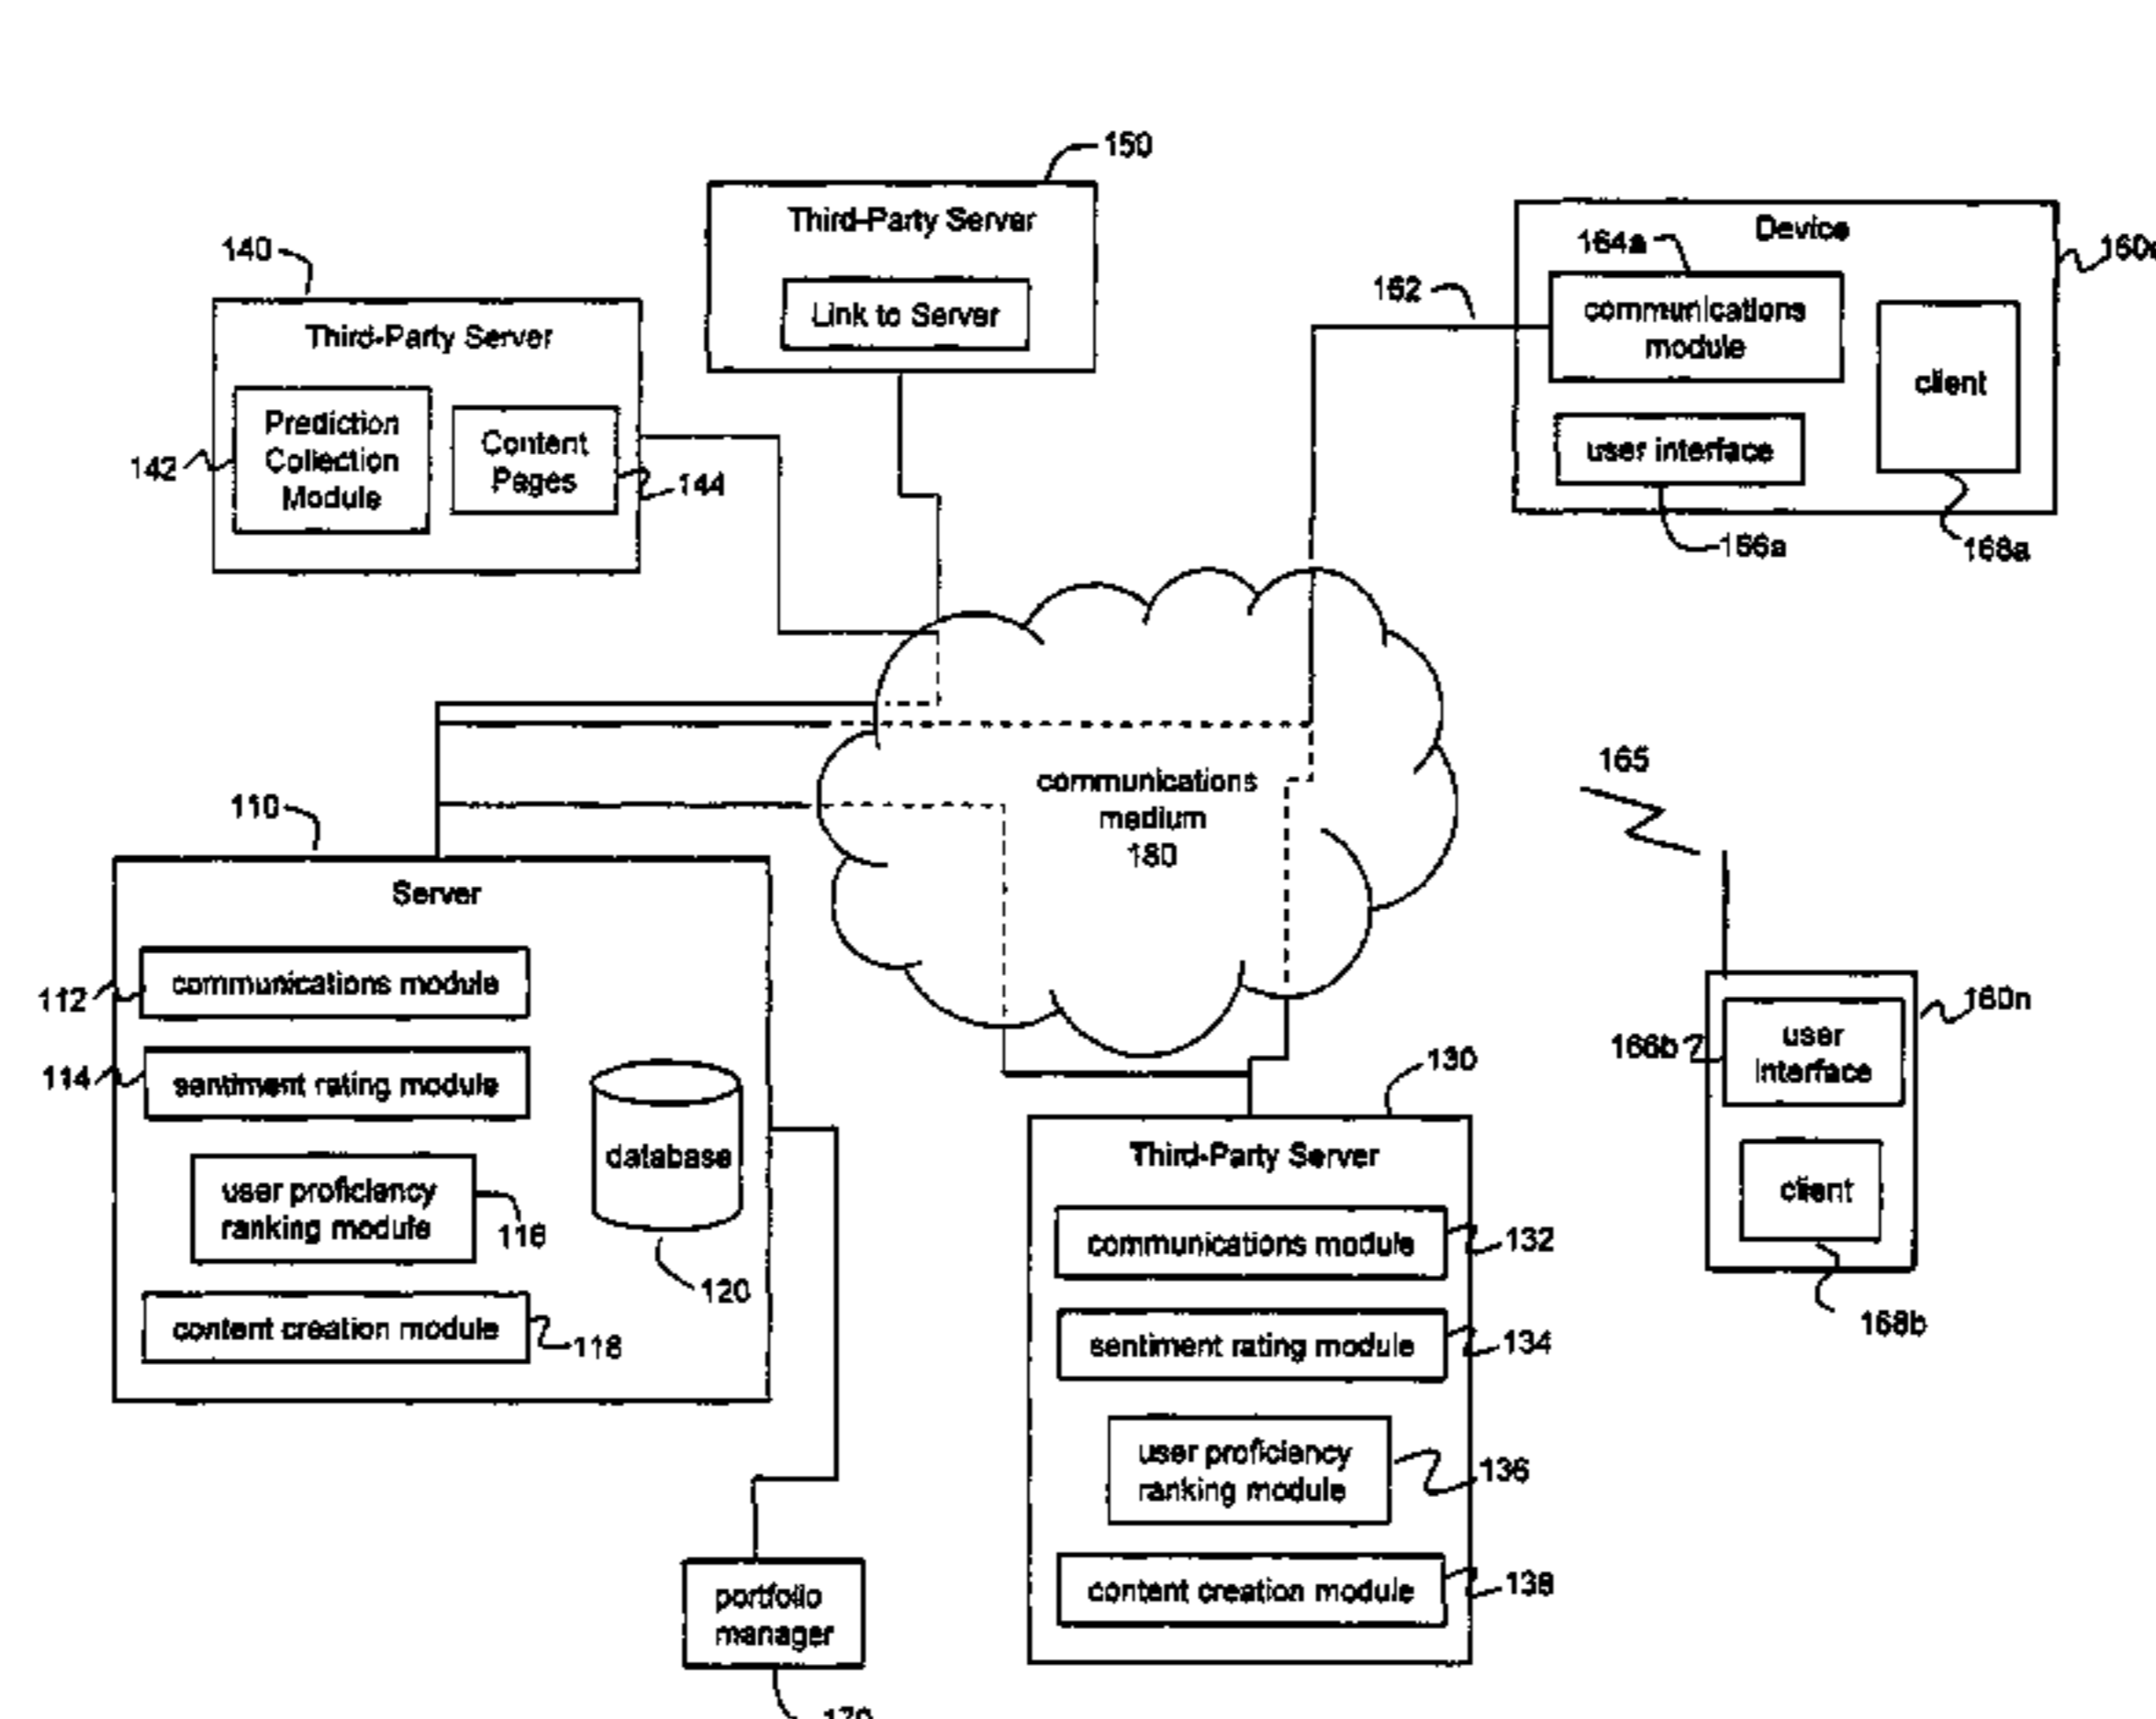 150
Third-Party Server
Link to Server
140
Third-Party Server
Prediction
Collection
Module
142
Content
Pages
144
Device
164a
communications
module
162
client
user interface
166a
168a
communications
medium
180
165
110
Server
112
communications module
114
sentiment rating module
user proficiency
ranking module
116
database
120
content creation module
118
130
Third-Party Server
communications module
132
sentiment rating module
134
user proficiency
ranking module
136
content creation module
138
160n
166b
user
interface
client
168b
portfolio
manager